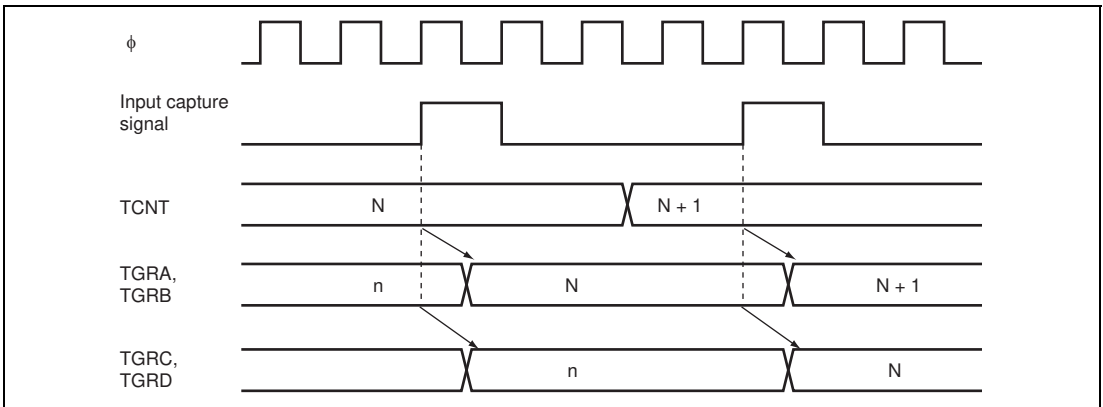 ϕ
Input capture
signal
TCNT
N
N + 1
TGRA,
TGRB
n
N
N + 1
TGRC,
TGRD
n
N